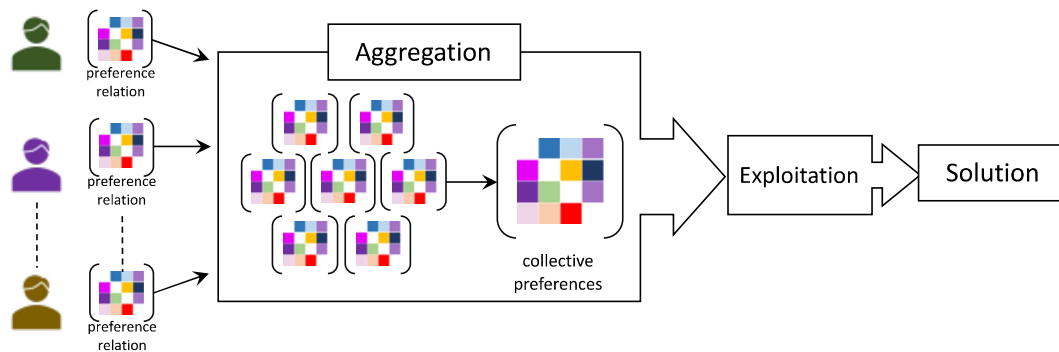 preference
relation
preference
relation
preference
relation
Aggregation
collective
preferences
Exploitation
Solution